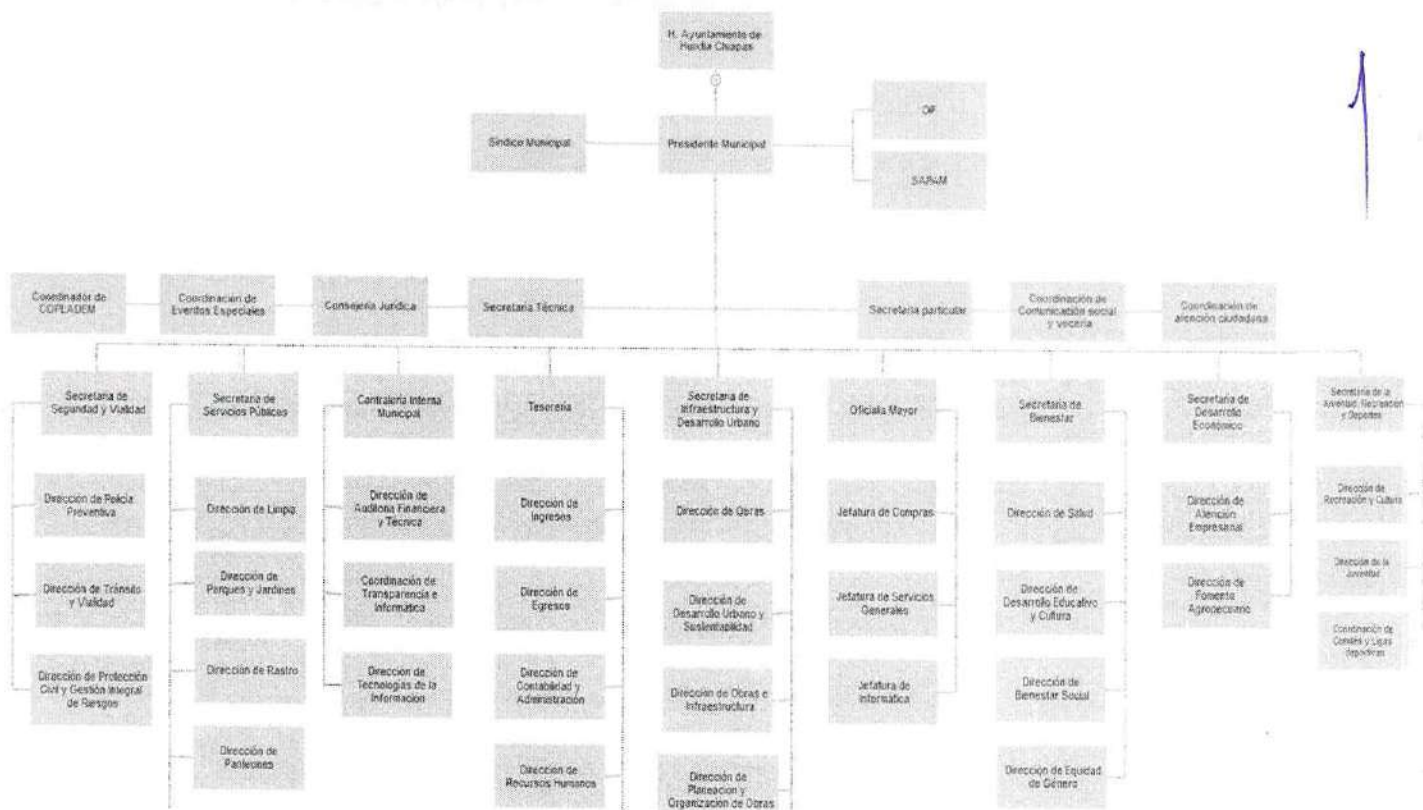 H. Ayuntamiento de
Huixtla Chiapas
DIF
Síndico Municipal
Presidente Municipal
SAPAM
1
Coordinador de
COPLADEM
Coordinación de
Eventos Especiales
Consejería Jurídica
Secretaria Técnica
Secretaria particular
Coordinación de
Comunicación social
y vocería
Coordinación de
atención ciudadana
Secretaria de
Seguridad y Vialidad
Secretaria de
Servicios Públicos
Contraloría Interna
Municipal
Tesorería
Secretaria de
Infraestructura y
Desarrollo Urbano
Oficialía Mayor
Secretaria de
Bienestar
Secretaria de
Desarrollo
Económico
Secretaria de la
Juventud, Recreación
y Deportes
Dirección de Policía
Preventiva
Dirección de Limpia
Dirección de
Auditoría Financiera
y Técnica
Dirección de
Ingresos
Dirección de Obras
Jefatura de Compras
Dirección de Salud
Dirección de
Atención
Empresarial
Dirección de
Recreación y Cultura
Dirección de Tránsito
y Vialidad
Dirección de
Parques y Jardines
Coordinación de
Transparencia e
Informática
Dirección de
Egresos
Dirección de
Desarrollo Urbano y
Sustentabilidad
Jefatura de Servicios
Generales
Dirección de
Desarrollo Educativo
y Cultura
Dirección de
Fomento
Agropecuario
Dirección de la
Juventud
Dirección de Protección
Civil y Gestión Integral
de Riesgos
Dirección de Rastro
Dirección de
Tecnologías de la
Información
Dirección de
Contabilidad y
Administración
Dirección de Obras e
Infraestructura
Jefatura de
Informática
Dirección de
Bienestar Social
Coordinación de
Comités y Ligas
deportivas
Dirección de
Panteones
Dirección de
Recursos Humanos
Dirección de
Planeación y
Organización de Obras
Dirección de Equidad
de Género